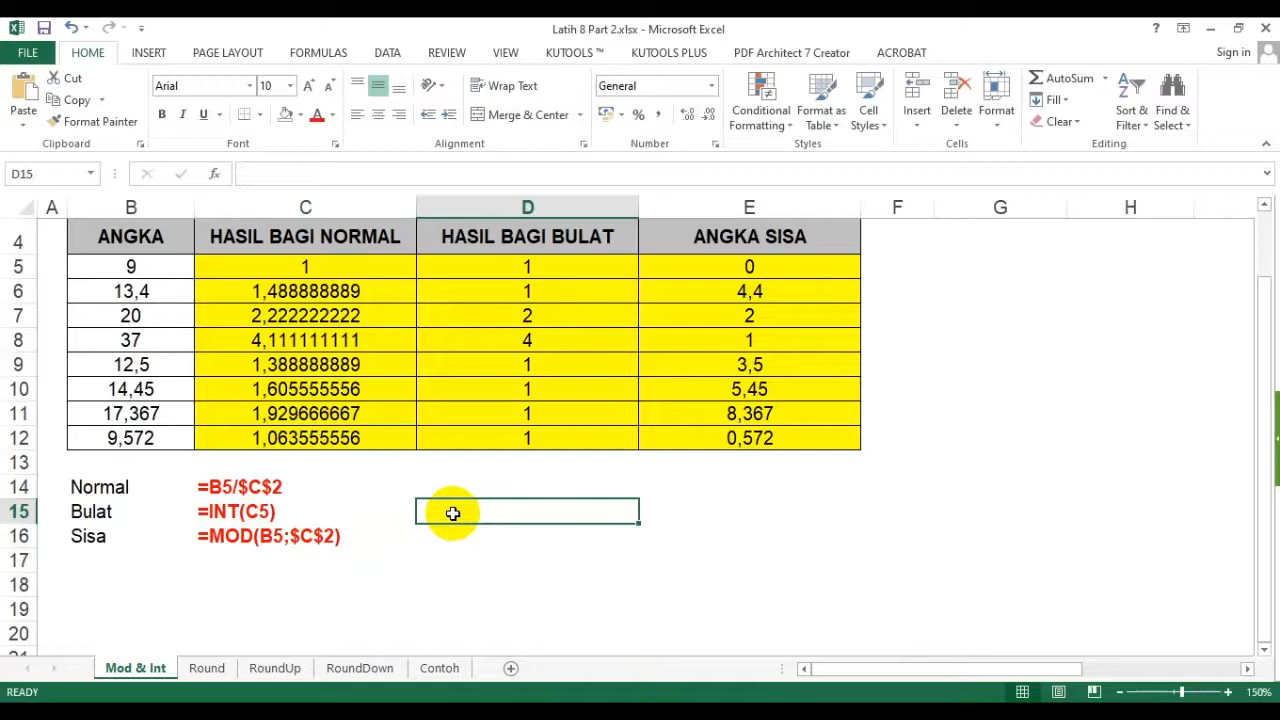 Latih 8 Part 2.xlsx - Microsoft Excel
FILE HOME INSERT PAGE LAYOUT FORMULAS DATA REVIEW VIEW KUTOOLS ™ KUTOOLS PLUS PDF Architect 7 Creator ACROBAT Sign in
Paste
Cut
Copy
Format Painter
Clipboard
Arial 10
B I U
Font
Wrap Text
Merge & Center
Alignment
General
Number
Conditional Formatting
Format as Table
Cell Styles
Styles
Insert Delete Format
Cells
AutoSum
Fill
Clear
Sort & Filter
Find & Select
Editing
D15
A B C D E F G H
4 ANGKA HASIL BAGI NORMAL HASIL BAGI BULAT ANGKA SISA
5 9 1 1 0
6 13,4 1,488888889 1 4,4
7 20 2,222222222 2 2
8 37 4,111111111 4 1
9 12,5 1,388888889 1 3,5
10 14,45 1,605555556 1 5,45
11 17,367 1,929666667 1 8,367
12 9,572 1,063555556 1 0,572
13
14 Normal =B5/$C$2
15 Bulat =INT(C5)
16 Sisa =MOD(B5;$C$2)
17
18
19
20
21
Mod & Int Round RoundUp RoundDown Contoh
READY 150%